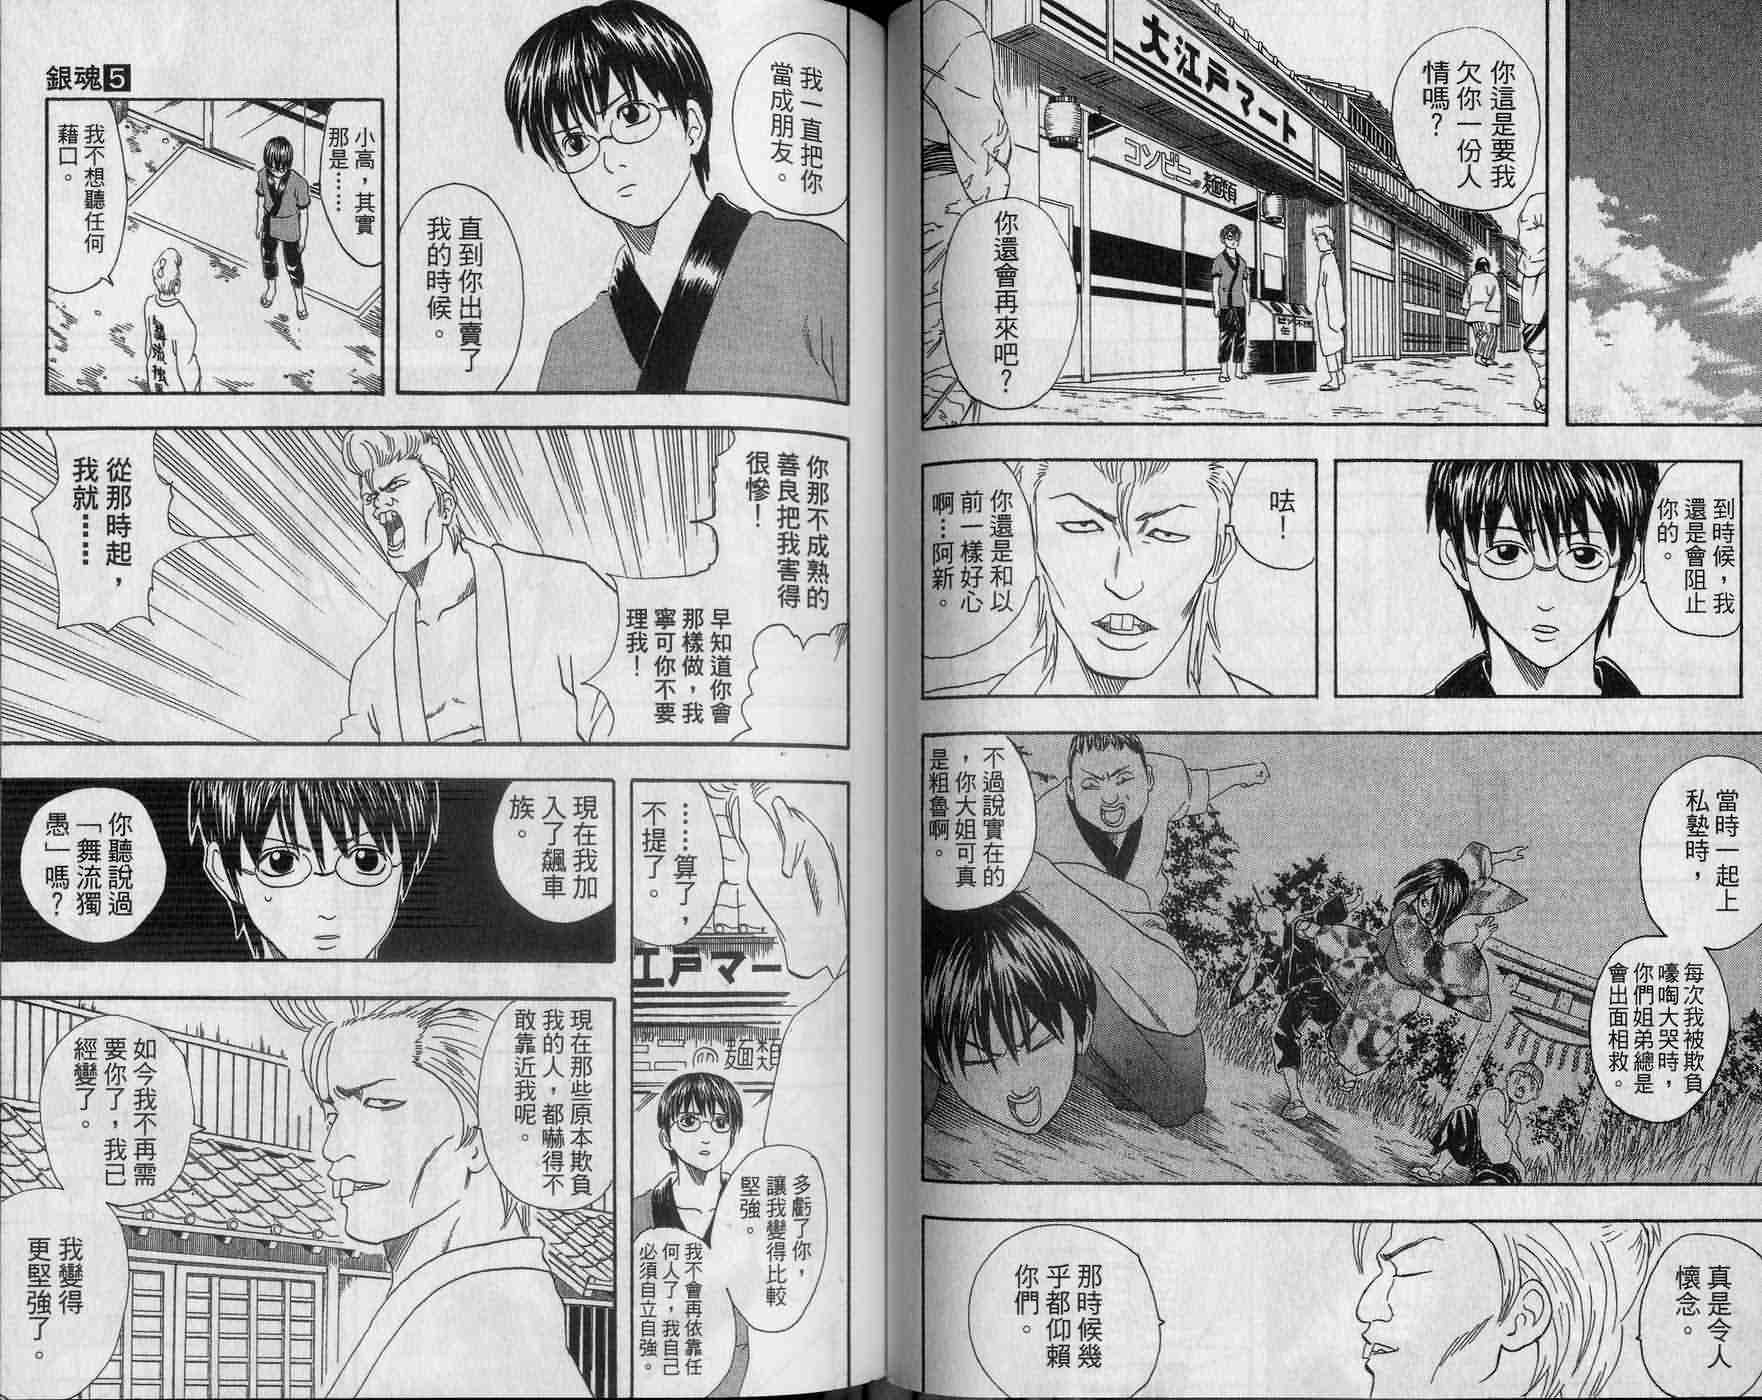 你這是要我
欠你一份人
情嗎？
大江戸マート
コンビニの麺類
你還會再來吧？
到時候，我
還是會阻止
你的。
呿！
你還是和以
前一樣好心
啊…阿新。
當時一起上
私塾時，
每次我被欺負
嚎啕大哭時，
你們姐弟總是
會出面相救。
不過說實在的
，你大姐可真
是粗魯啊。
真是令人
懷念。
那時候幾
乎都仰賴
你們。
銀魂5
我一直把你
當成朋友。
直到你出賣了
我的時候。
小高，其實
那是……
我不想聽任何
藉口。
你那不成熟的
善良把我害得
很慘！
早知道你會
那樣做，我
寧可你不要
理我！
從那時起，
我就………
……算了，
不提了。
江戸マー
麺類
現在我加
入了飆車
族。
你聽說過
「舞流獨
愚」嗎？
多虧了你，
讓我變得比較
堅強。
我不會再依靠任
何人了，我自己
必須自立自強。
現在那些原本欺負
我的人，都嚇得不
敢靠近我呢。
如今我不再需
要你了，我已
經變了。
我變得
更堅強了。